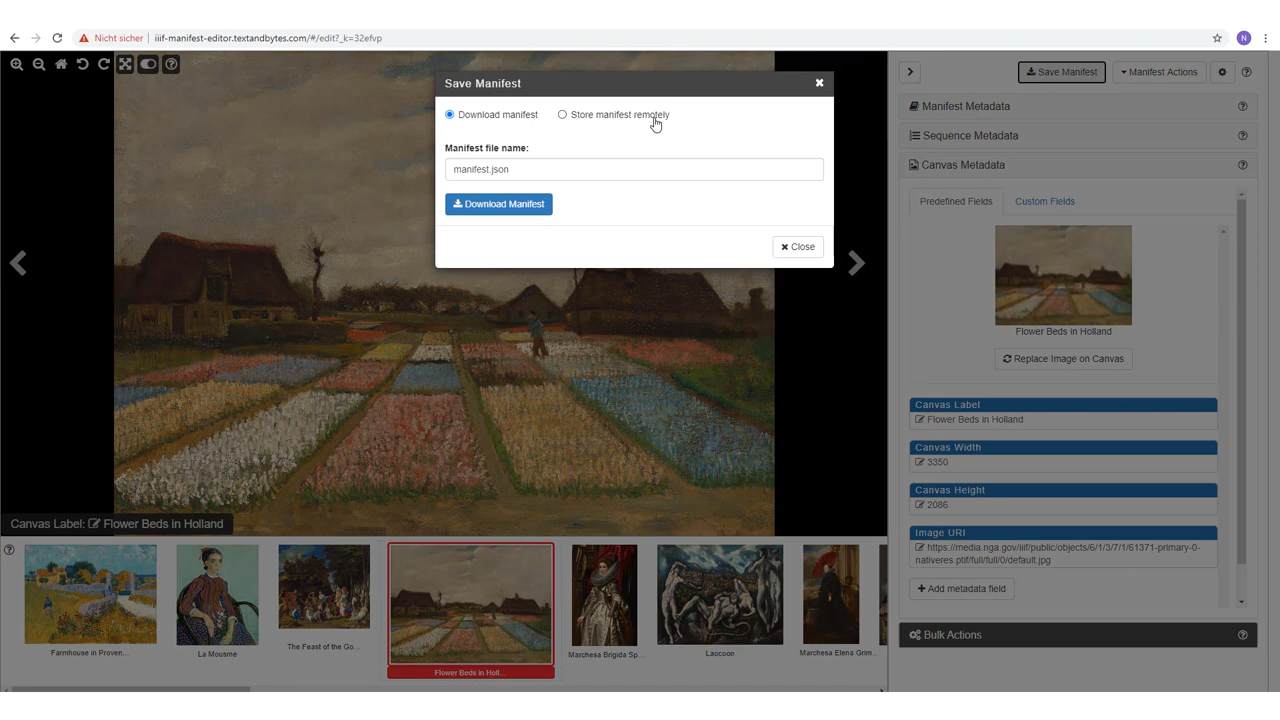 Nicht sicher
iiif-manifest-editor.textandbytes.com/#/edit?_k=32efvp
N
Save Manifest
Download manifest
Store manifest remotely
Manifest file name:
manifest.json
Download Manifest
Close
Save Manifest
Manifest Actions
Manifest Metadata
Sequence Metadata
Canvas Metadata
Predefined Fields
Custom Fields
Flower Beds in Holland
Replace Image on Canvas
Canvas Label
Flower Beds in Holland
Canvas Width
3350
Canvas Height
2086
Image URI
https://media.nga.gov/iiif/public/objects/6/1/3/7/1/61371-primary-0-
nativeres.ptif/full/full/0/default.jpg
Add metadata field
Bulk Actions
Canvas Label: Flower Beds in Holland
Farmhouse in Proven...
La Mousme
The Feast of the Go...
Flower Beds in Holl...
Marchesa Brigida Sp...
Laocoon
Marchesa Elena Grim...